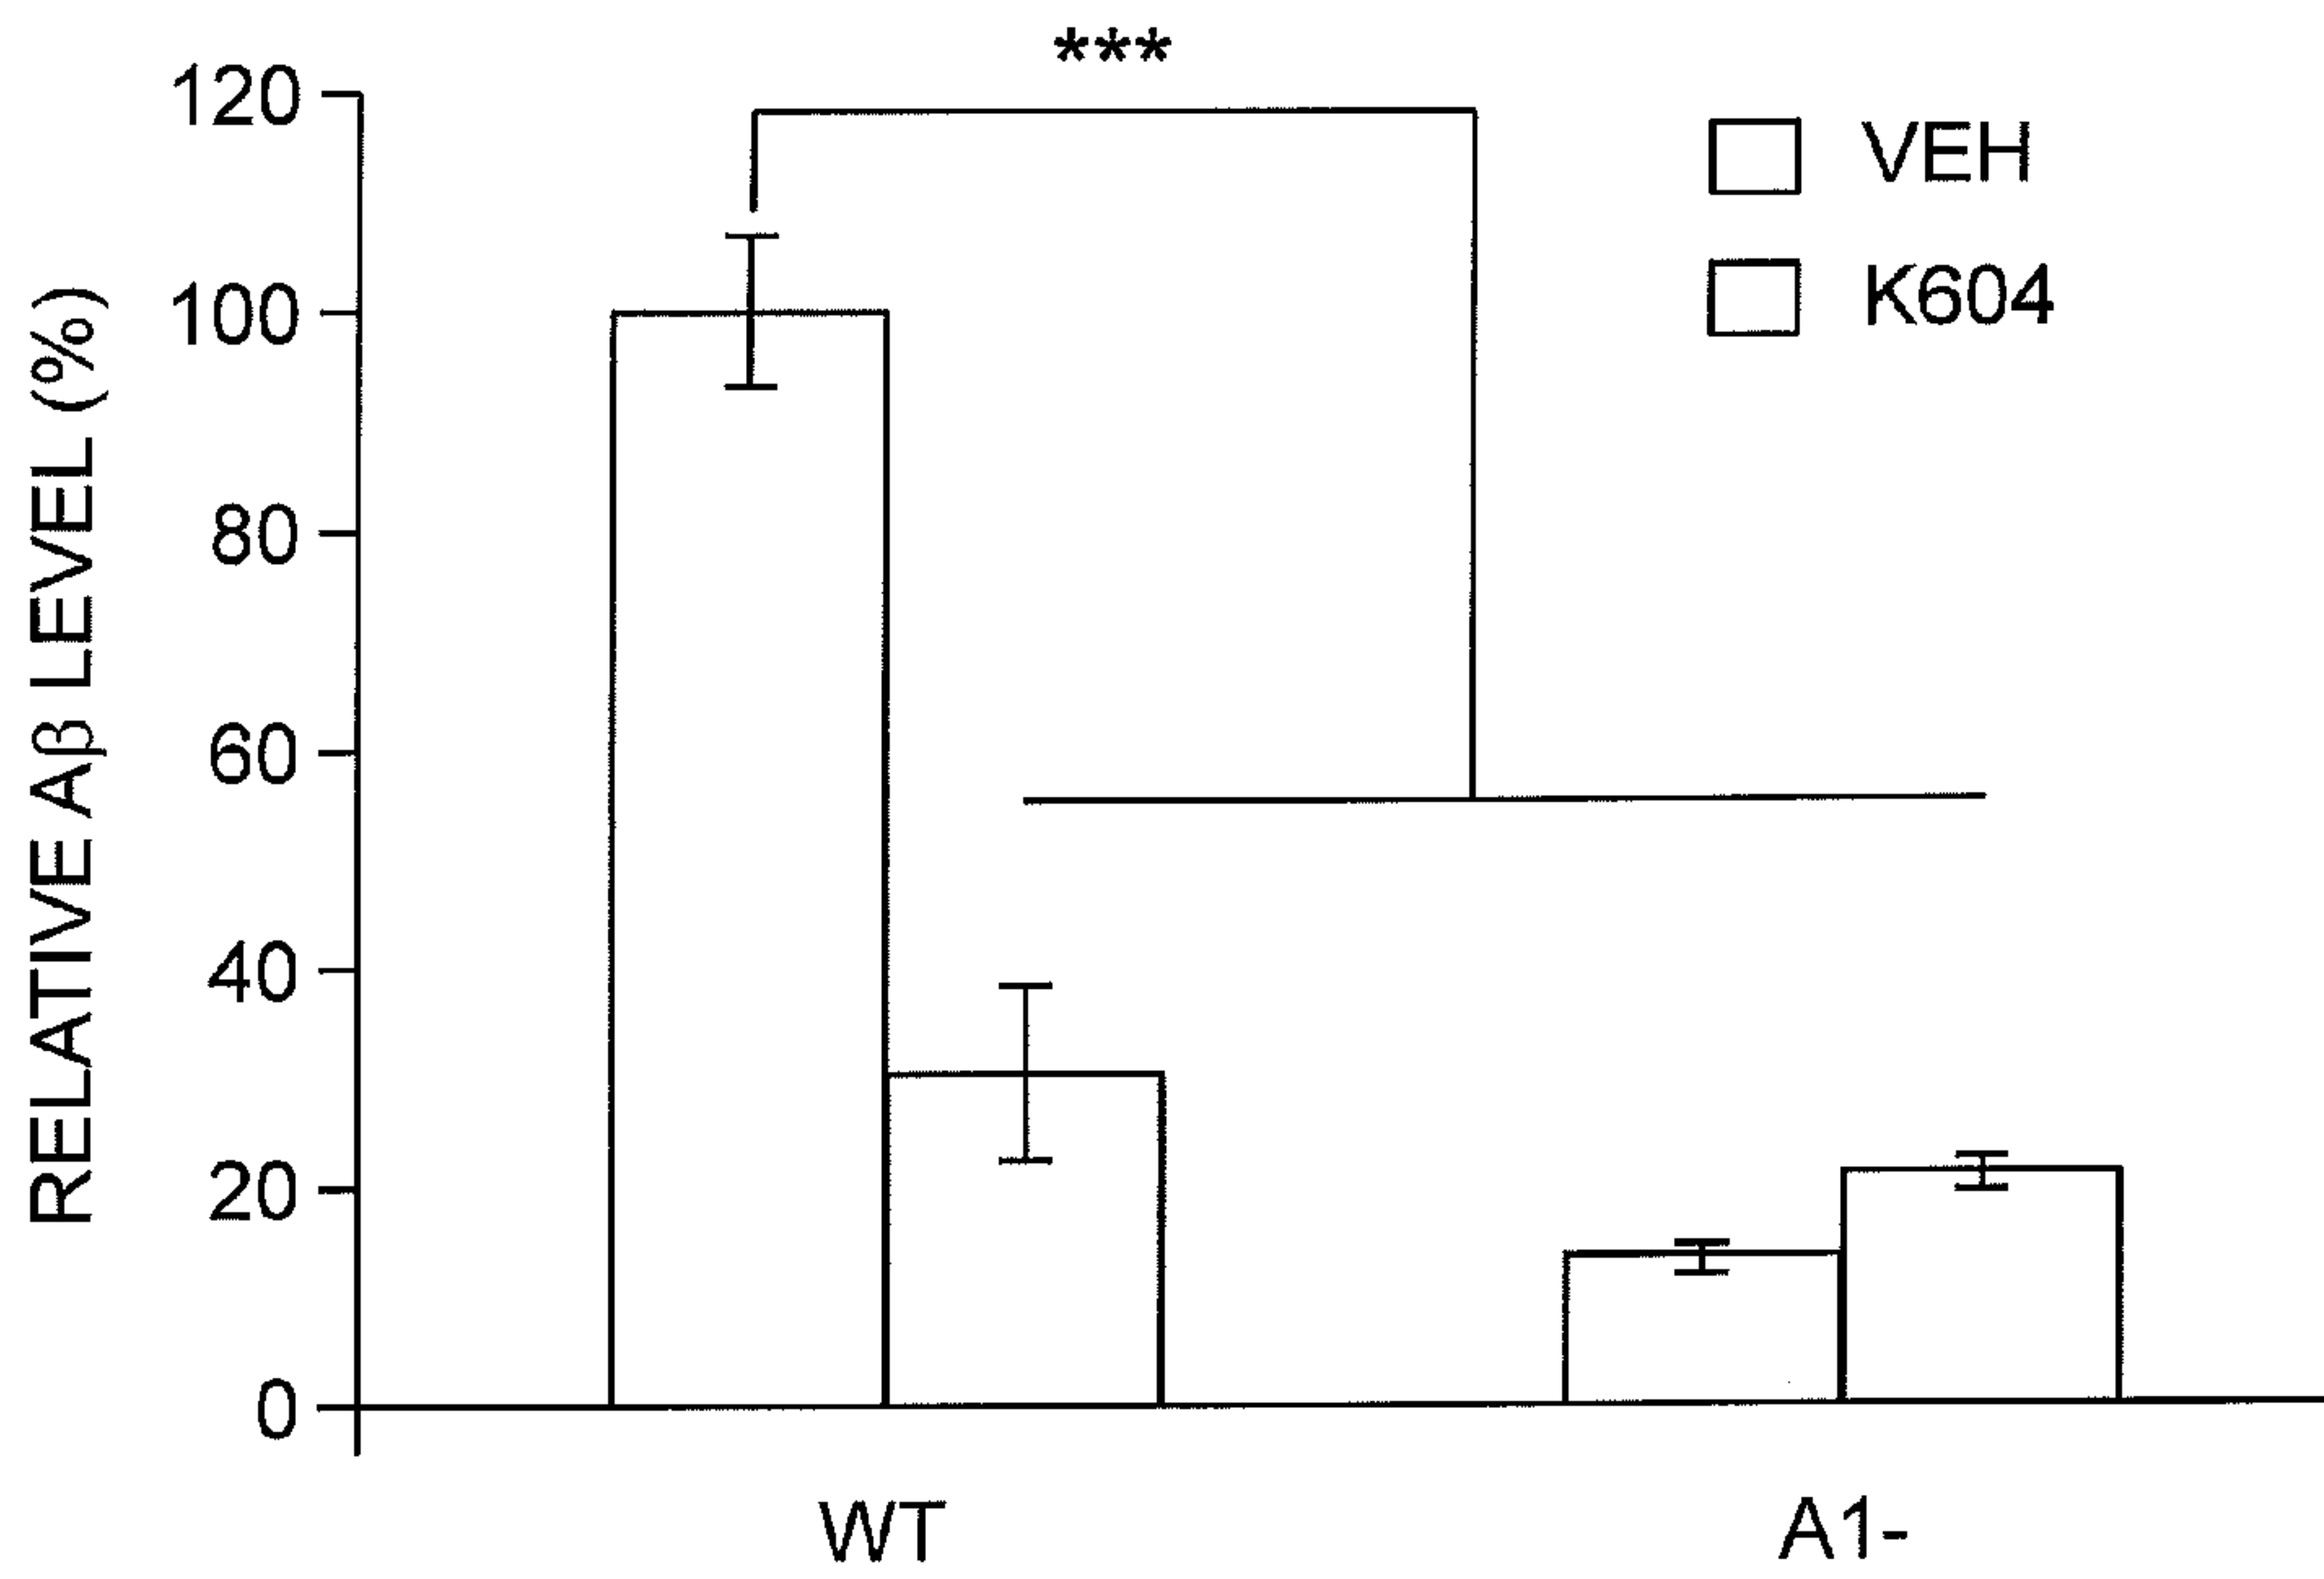 ***
120
100
80
60
40
20
0
RELATIVE Aβ LEVEL (%)
VEH
K604
WT
A1-